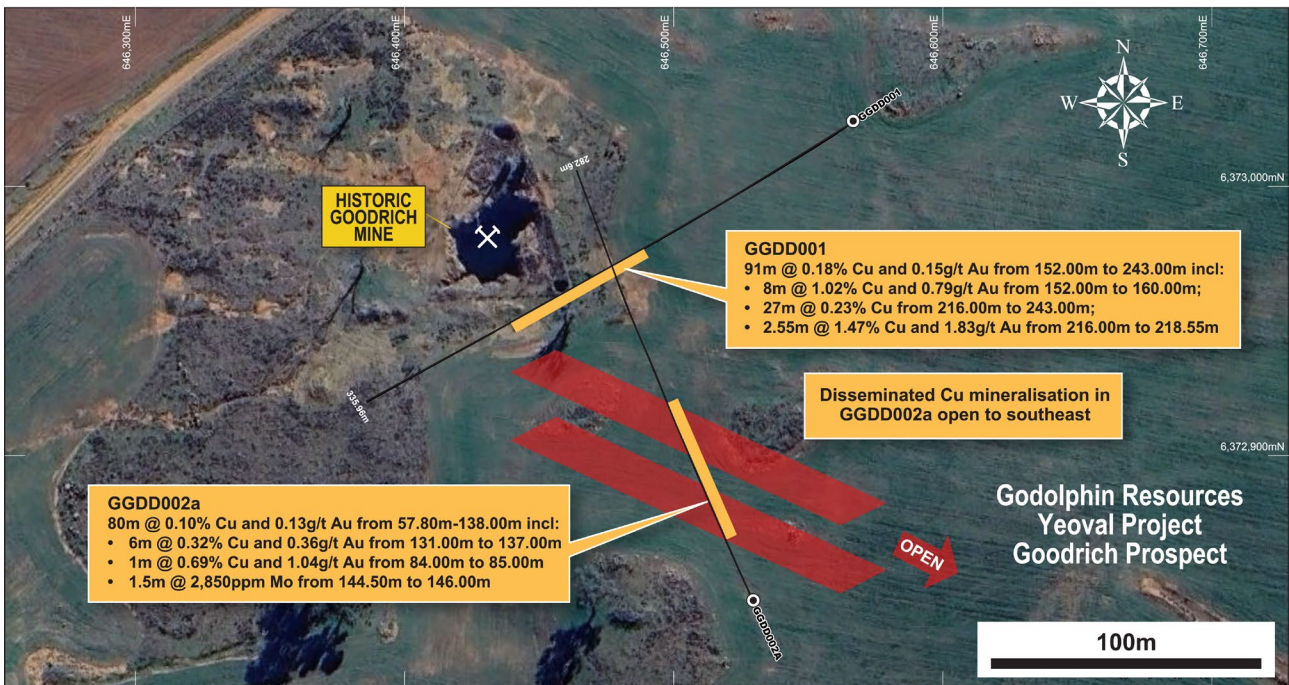 646,300mE
646,400mE
646,500mE
646,600mE
646,700mE
N
W
E
S
GGDD001
282.6m
6,373,000mN
HISTORIC
GOODRICH
MINE
GGDD001
91m @ 0.18% Cu and 0.15g/t Au from 152.00m to 243.00m incl:
• 8m @ 1.02% Cu and 0.79g/t Au from 152.00m to 160.00m;
• 27m @ 0.23% Cu from 216.00m to 243.00m;
• 2.55m @ 1.47% Cu and 1.83g/t Au from 216.00m to 218.55m
335.96m
Disseminated Cu mineralisation in
GGDD002a open to southeast
6,372,900mN
GGDD002a
80m @ 0.10% Cu and 0.13g/t Au from 57.80m-138.00m incl:
• 6m @ 0.32% Cu and 0.36g/t Au from 131.00m to 137.00m
• 1m @ 0.69% Cu and 1.04g/t Au from 84.00m to 85.00m
• 1.5m @ 2,850ppm Mo from 144.50m to 146.00m
Godolphin Resources
Yeoval Project
Goodrich Prospect
OPEN
GGDD002A
100m